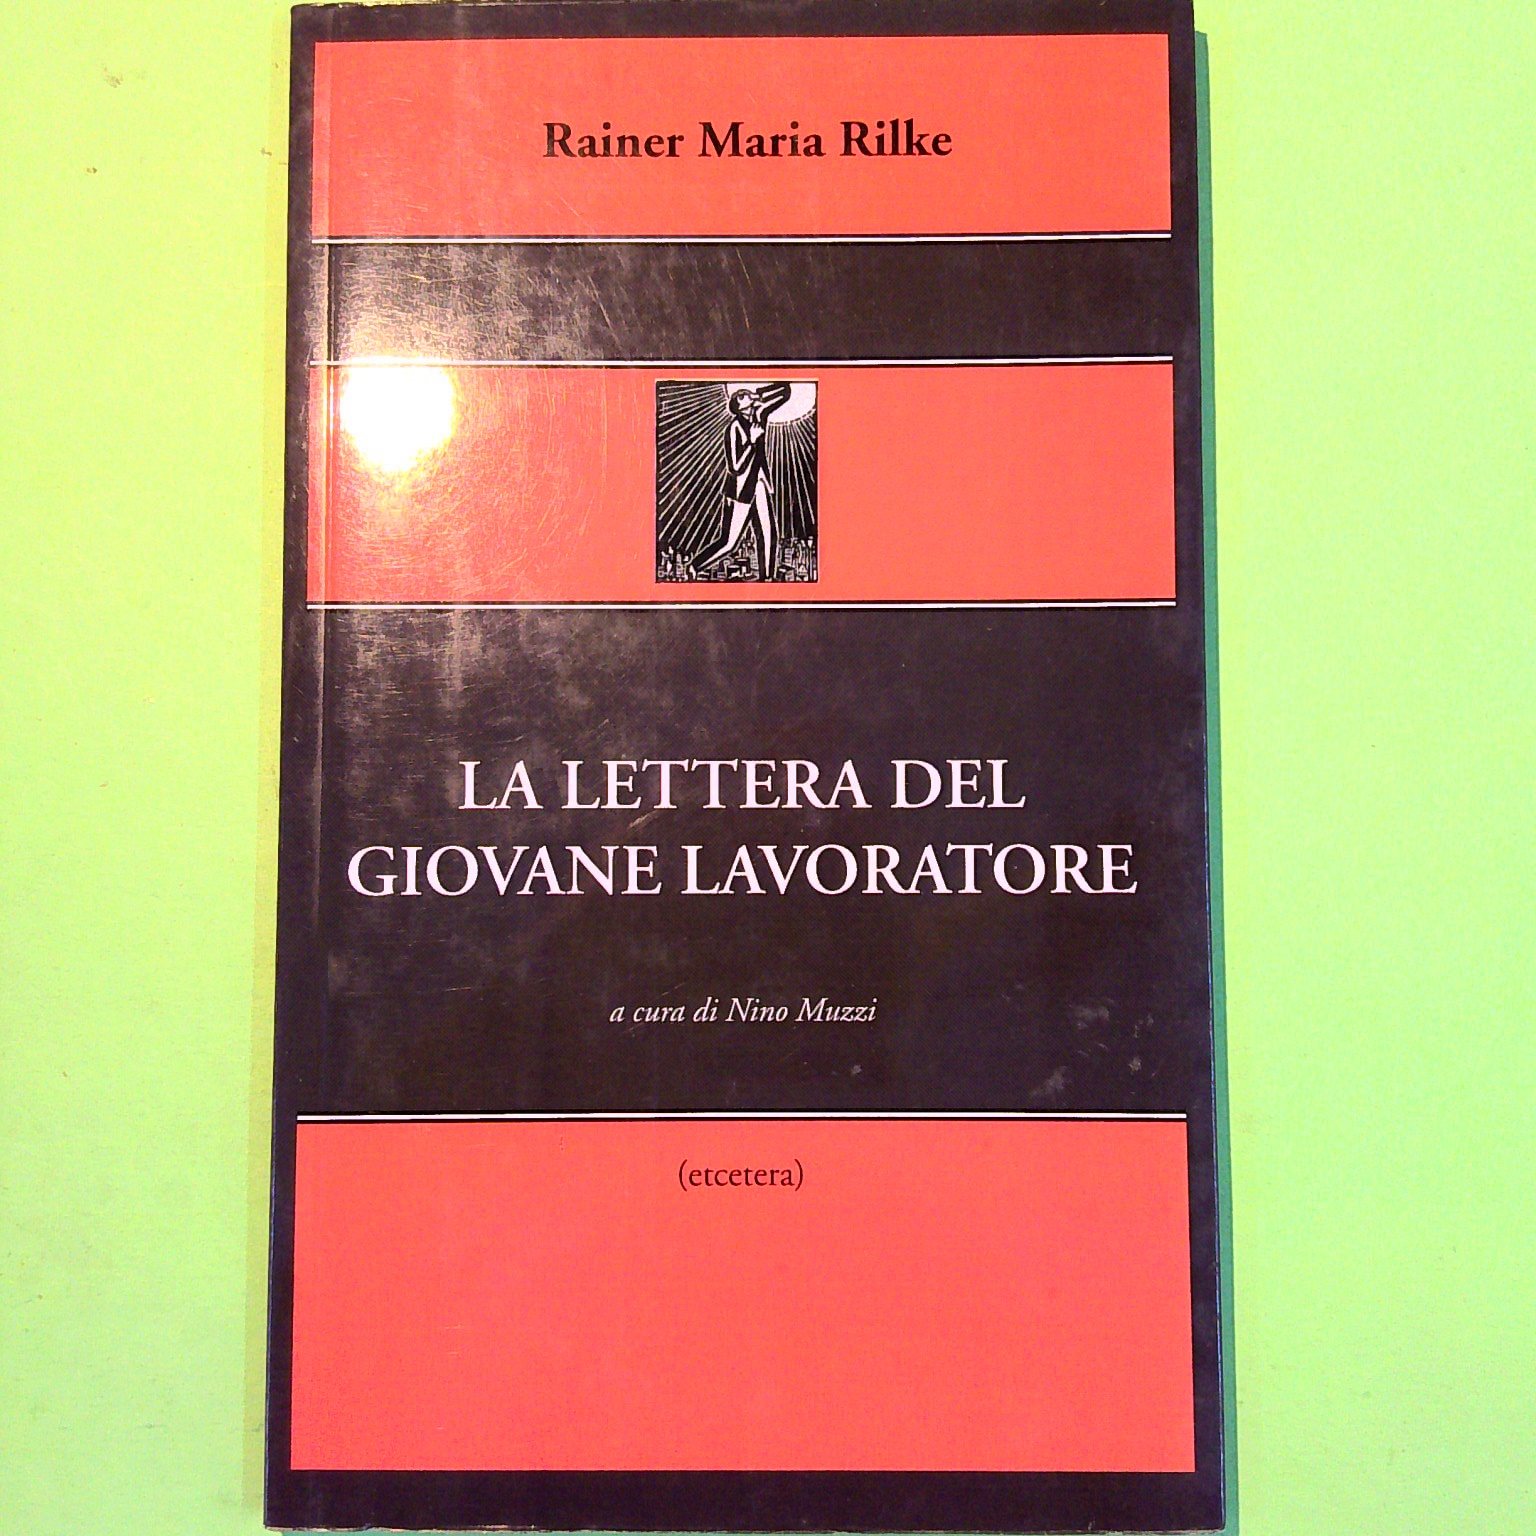 Rainer Maria Rilke
LA LETTERA DEL
GIOVANE LAVORATORE
a cura di Nino Muzzi
(etcetera)